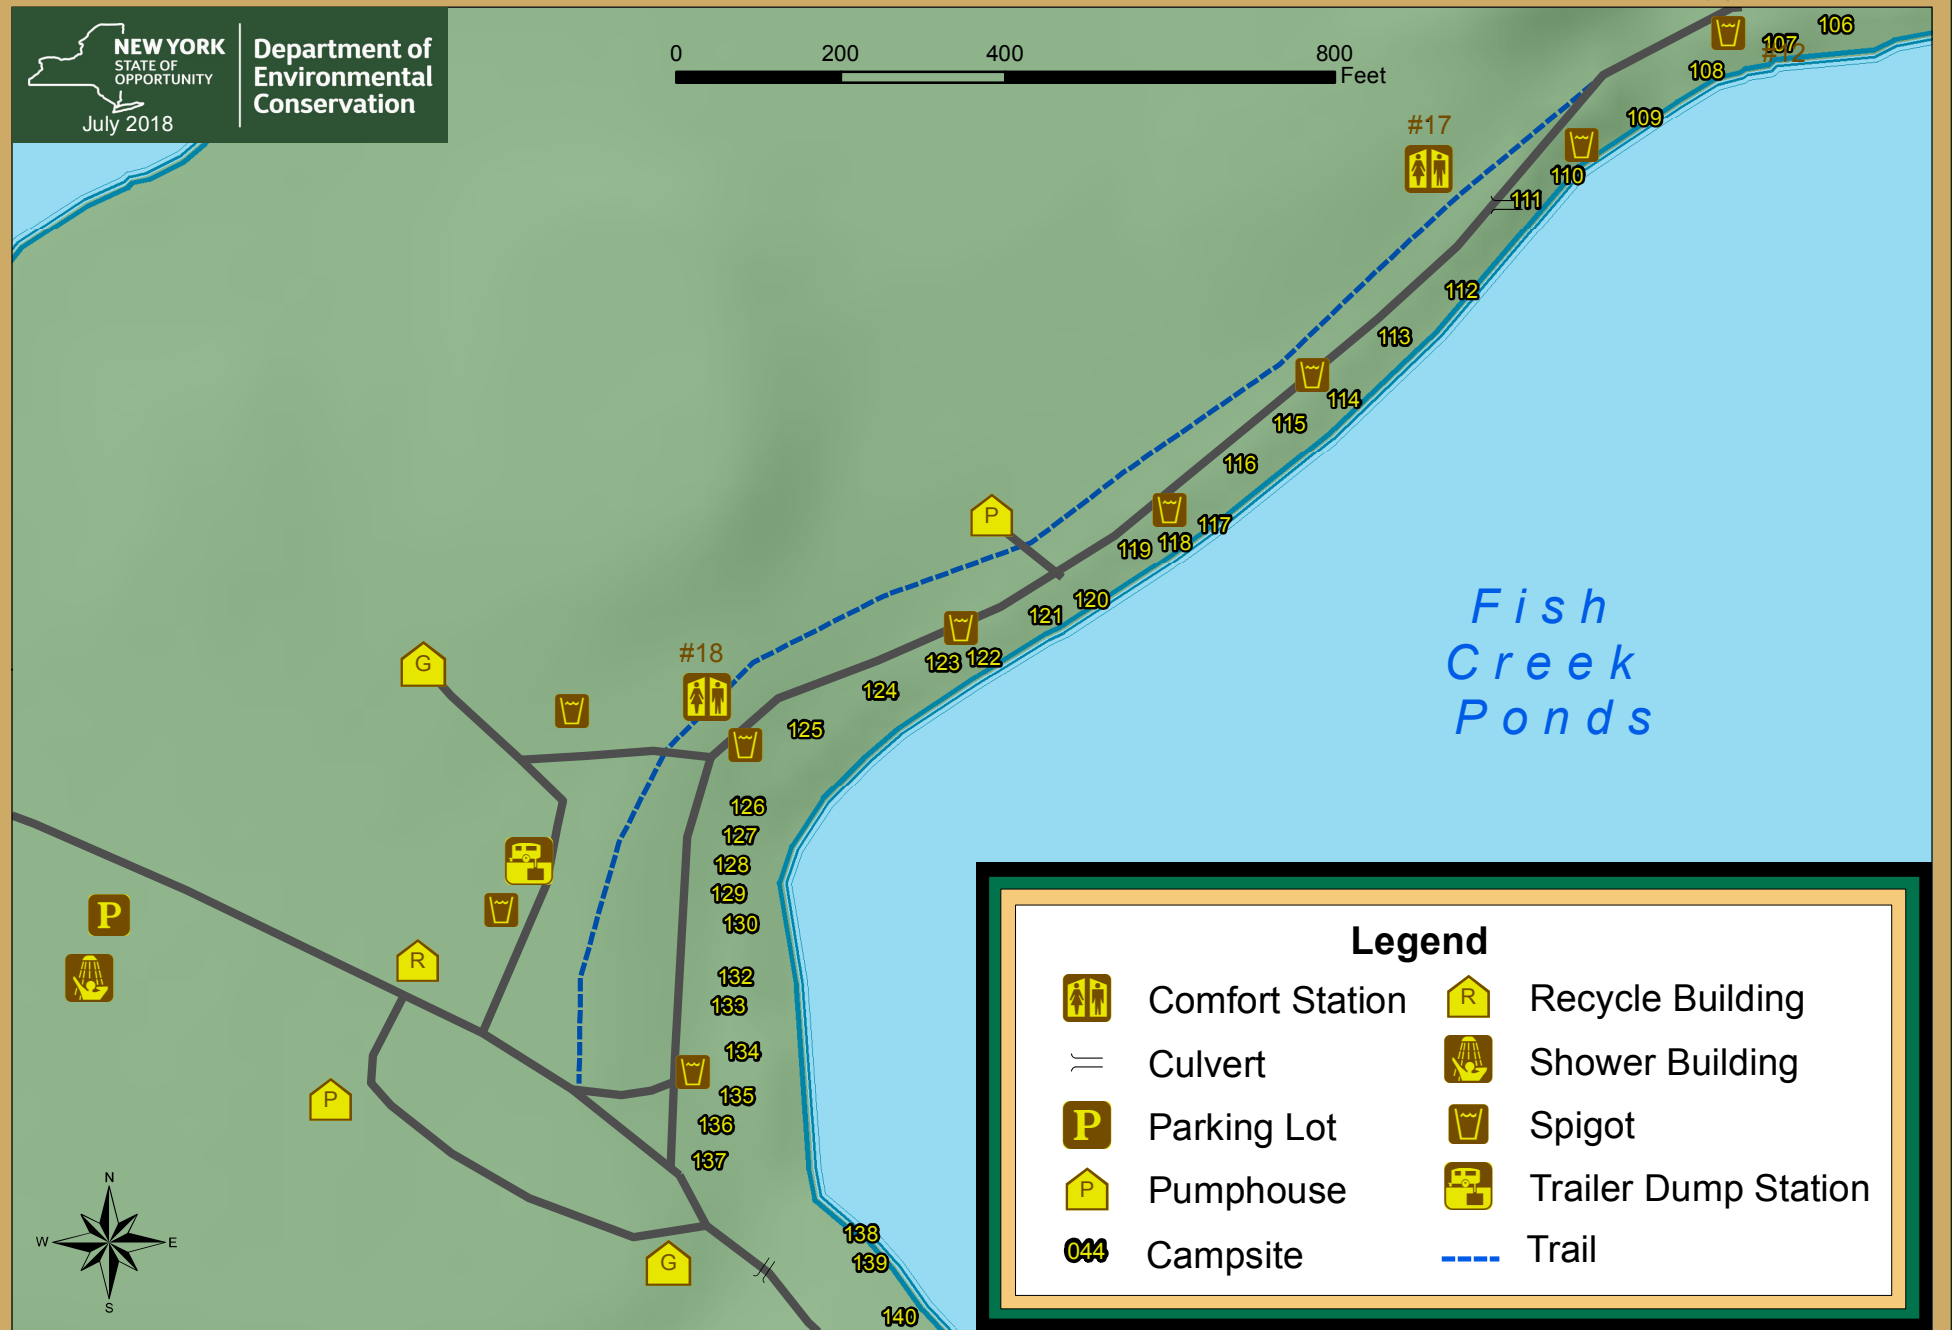 NEW YORK
STATE OF
OPPORTUNITY
July 2018
Department of
Environmental
Conservation
0 200 400 800
Feet
106
107
#12
108
109
#17
110
111
112
113
114
115
116
117
118
119
P
120
121
122
123
#18
124
125
G
126
127
128
129
130
P
R
132
133
134
135
136
137
P
138
139
140
G
N
W E
S
Fish
Creek
Ponds
Legend
Comfort Station
R Recycle Building
Culvert
Shower Building
P Parking Lot
Spigot
P Pumphouse
Trailer Dump Station
044 Campsite
Trail